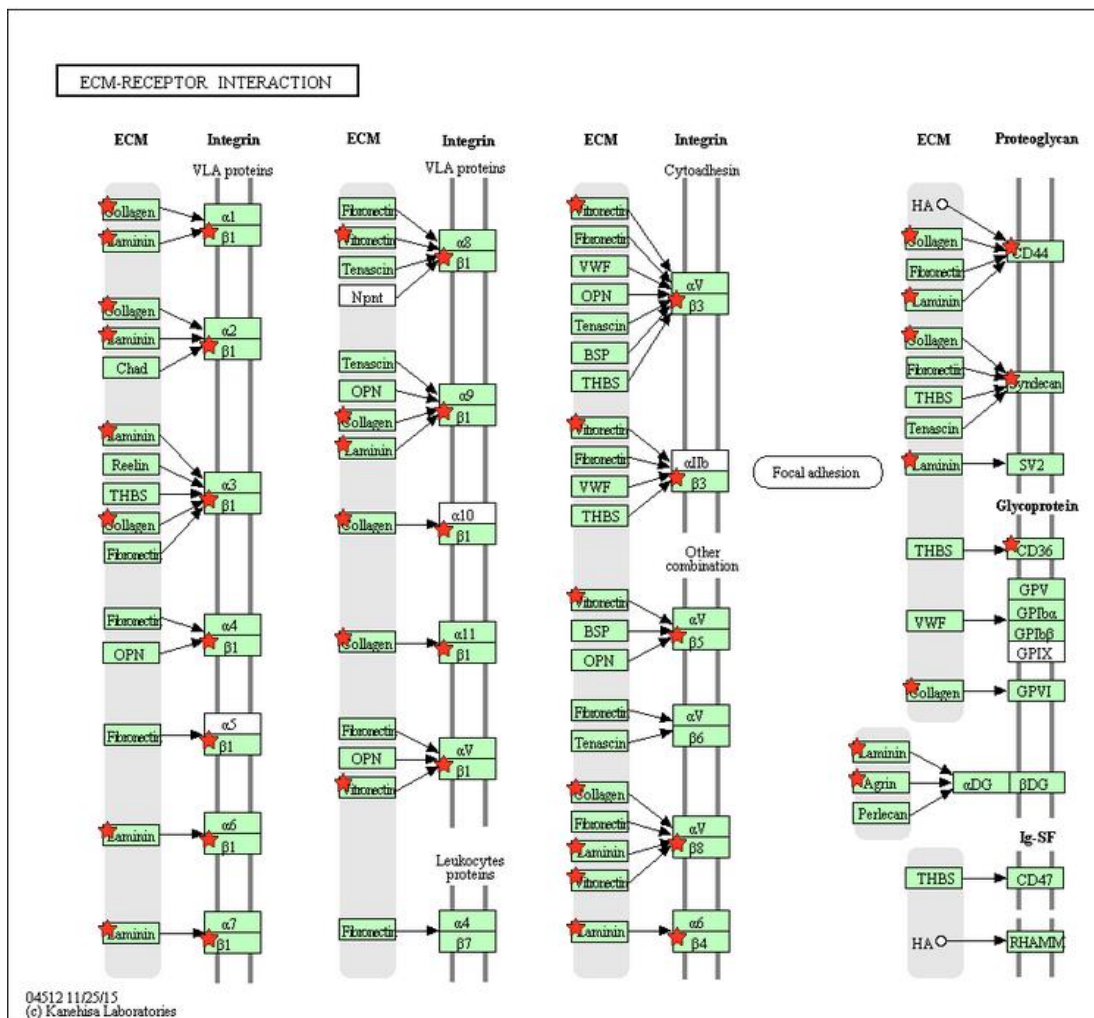 ECM-RECEPTOR INTERACTION
ECM Integrin
VLA proteins
Collagen
α1
Laminin
β1
Collagen
α2
Laminin
β1
Chad
Laminin
Reelin
α3
THBS
β1
Collagen
Fibronectin
Fibronectin
α4
β1
OPN
α5
Fibronectin
β1
α6
Laminin
β1
α7
Laminin
β1
ECM Integrin
VLA proteins
Fibronectin
Vitronectin
α8
Tenascin
β1
Npnt
Tenascin
OPN
α9
Collagen
β1
Laminin
α10
Collagen
β1
α11
Collagen
β1
Fibronectin
OPN
αV
β1
Vitronectin
Leukocytes
proteins
Fibronectin
α4
β7
ECM Integrin
Cytoadhesin
Vitronectin
Fibronectin
VWF
αV
OPN
β3
Tenascin
BSP
THBS
Vitronectin
Fibronectin
αIIb
VWF
β3
THBS
Other
combination
Vitronectin
αV
BSP
β5
OPN
Fibronectin
αV
Tenascin
β6
Collagen
Fibronectin
αV
Laminin
β8
Vitronectin
α6
Laminin
β4
Focal adhesion
ECM Proteoglycan
HA
Collagen
CD44
Fibronectin
Laminin
Collagen
Fibronectin
Syndecan
THBS
Tenascin
Laminin
SV2
Glycoprotein
THBS
CD36
GPV
GPIbα
VWF
GPIbβ
GPIX
Collagen
GPVI
Laminin
Agrin
αDG βDG
Perlecan
Ig-SF
THBS
CD47
HA
RHAMM
04512 11/25/15
(c) Kanehisa Laboratories